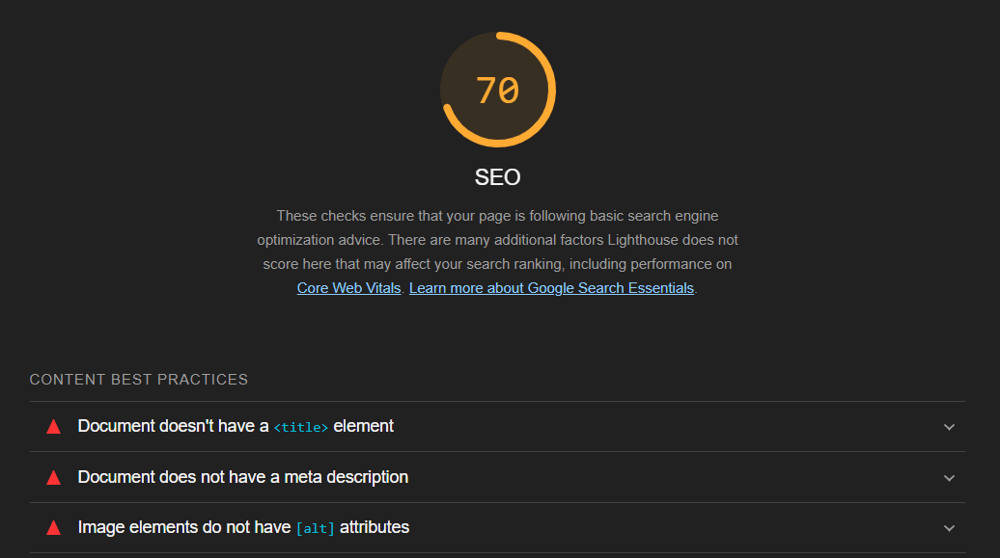 70
SEO
These checks ensure that your page is following basic search engine
optimization advice. There are many additional factors Lighthouse does not
score here that may affect your search ranking, including performance on
Core Web Vitals. Learn more about Google Search Essentials.
CONTENT BEST PRACTICES
Document doesn't have a <title> element
Document does not have a meta description
Image elements do not have [alt] attributes